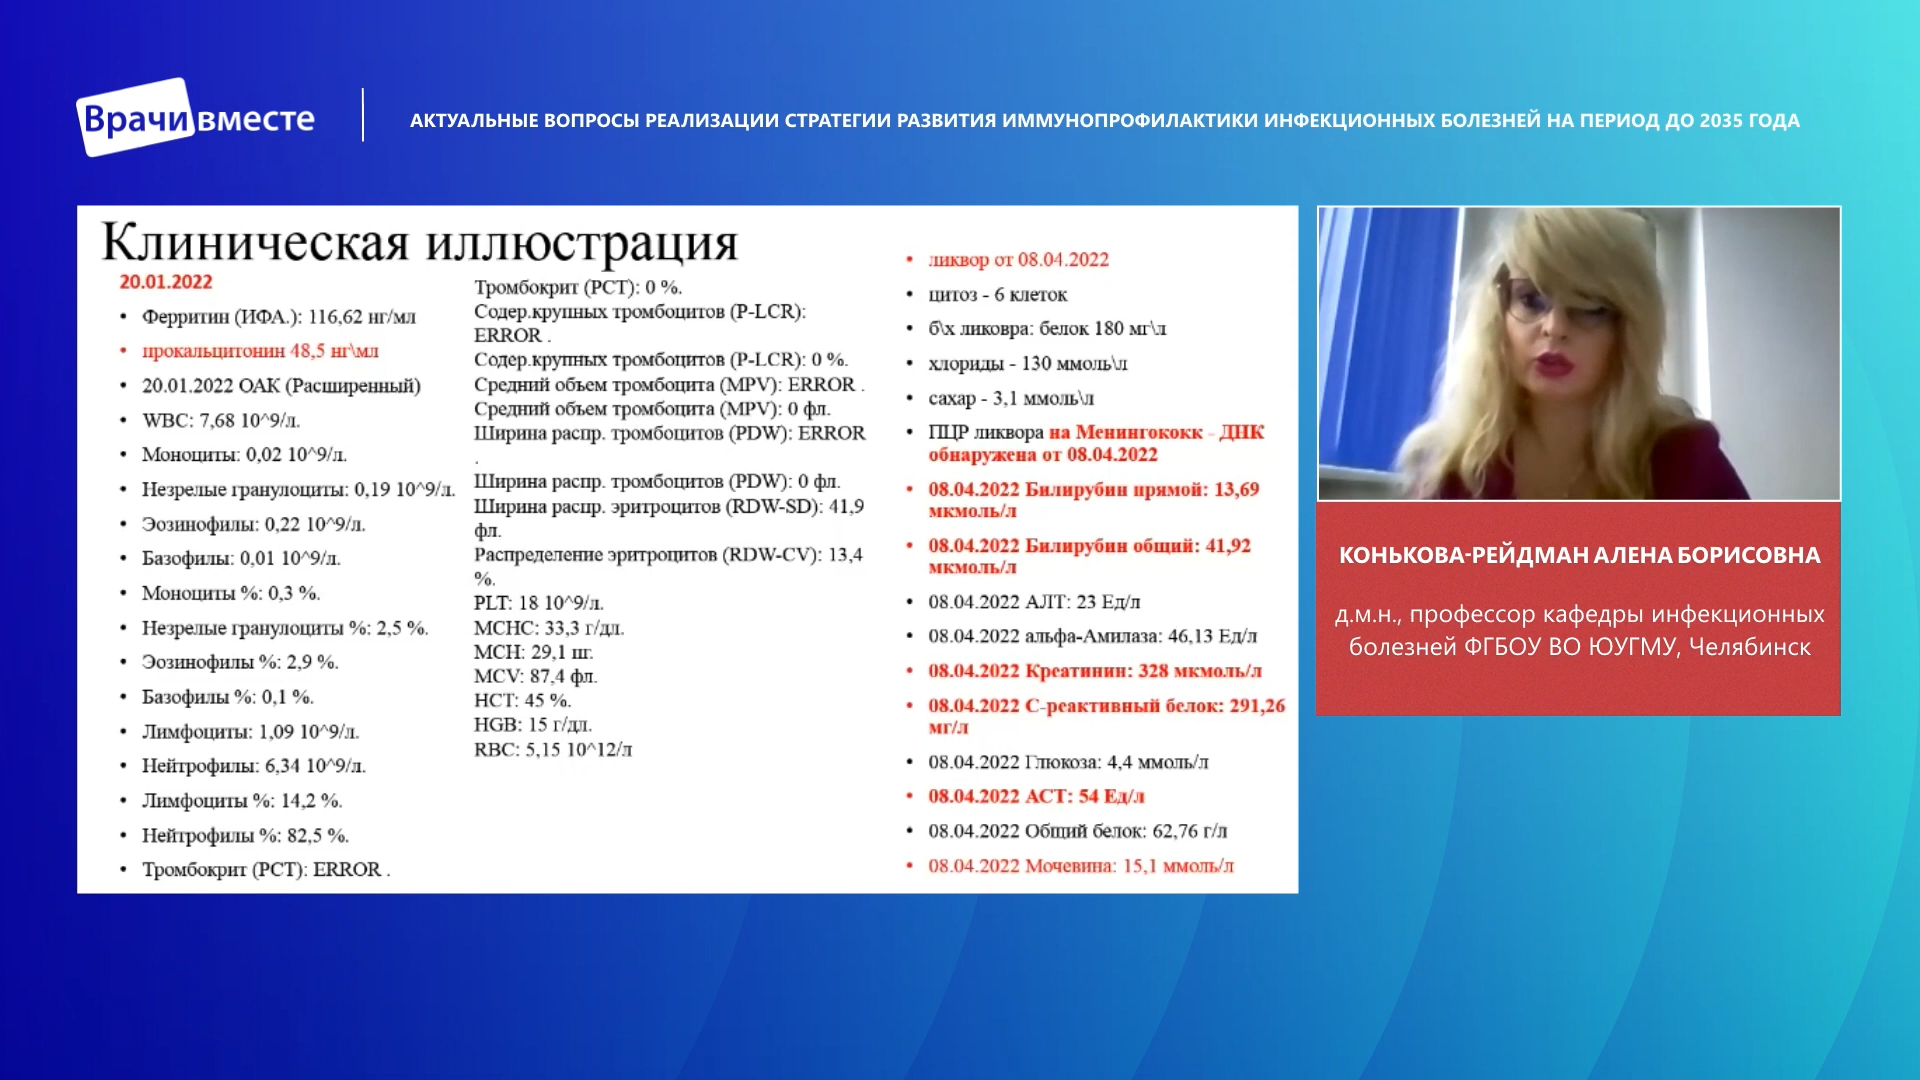 Врачи вместе
АКТУАЛЬНЫЕ ВОПРОСЫ РЕАЛИЗАЦИИ СТРАТЕГИИ РАЗВИТИЯ ИММУНОПРОФИЛАКТИКИ ИНФЕКЦИОННЫХ БОЛЕЗНЕЙ НА ПЕРИОД ДО 2035 ГОДА
Клиническая иллюстрация
20.01.2022
• Ферритин (ИФА.): 116,62 нг/мл
• прокальцитонин 48,5 нг\мл
• 20.01.2022 ОАК (Расширенный)
• WBC: 7,68 10^9/л.
• Моноциты: 0,02 10^9/л.
• Незрелые гранулоциты: 0,19 10^9/л.
• Эозинофилы: 0,22 10^9/л.
• Базофилы: 0,01 10^9/л.
• Моноциты %: 0,3 %.
• Незрелые гранулоциты %: 2,5 %.
• Эозинофилы %: 2,9 %.
• Базофилы %: 0,1 %.
• Лимфоциты: 1,09 10^9/л.
• Нейтрофилы: 6,34 10^9/л.
• Лимфоциты %: 14,2 %.
• Нейтрофилы %: 82,5 %.
• Тромбокрит (PCT): ERROR .
Тромбокрит (PCT): 0 %.
Содер.крупных тромбоцитов (P-LCR):
ERROR .
Содер.крупных тромбоцитов (P-LCR): 0 %.
Средний объем тромбоцита (MPV): ERROR .
Средний объем тромбоцита (MPV): 0 фл.
Ширина распр. тромбоцитов (PDW): ERROR
.
Ширина распр. тромбоцитов (PDW): 0 фл.
Ширина распр. эритроцитов (RDW-SD): 41,9
фл.
Распределение эритроцитов (RDW-CV): 13,4
%.
PLT: 18 10^9/л.
MCHC: 33,3 г/дл.
MCH: 29,1 пг.
MCV: 87,4 фл.
HCT: 45 %.
HGB: 15 г/дл.
RBC: 5,15 10^12/л
• ликвор от 08.04.2022
• цитоз - 6 клеток
• б\х ликовра: белок 180 мг\л
• хлориды - 130 ммоль\л
• сахар - 3,1 ммоль\л
• ПЦР ликвора на Менингококк - ДНК
обнаружена от 08.04.2022
• 08.04.2022 Билирубин прямой: 13,69
мкмоль/л
• 08.04.2022 Билирубин общий: 41,92
мкмоль/л
• 08.04.2022 АЛТ: 23 Ед/л
• 08.04.2022 альфа-Амилаза: 46,13 Ед/л
• 08.04.2022 Креатинин: 328 мкмоль/л
• 08.04.2022 С-реактивный белок: 291,26
мг/л
• 08.04.2022 Глюкоза: 4,4 ммоль/л
• 08.04.2022 АСТ: 54 Ед/л
• 08.04.2022 Общий белок: 62,76 г/л
• 08.04.2022 Мочевина: 15,1 ммоль/л
КОНЬКОВА-РЕЙДМАН АЛЕНА БОРИСОВНА
д.м.н., профессор кафедры инфекционных
болезней ФГБОУ ВО ЮУГМУ, Челябинск